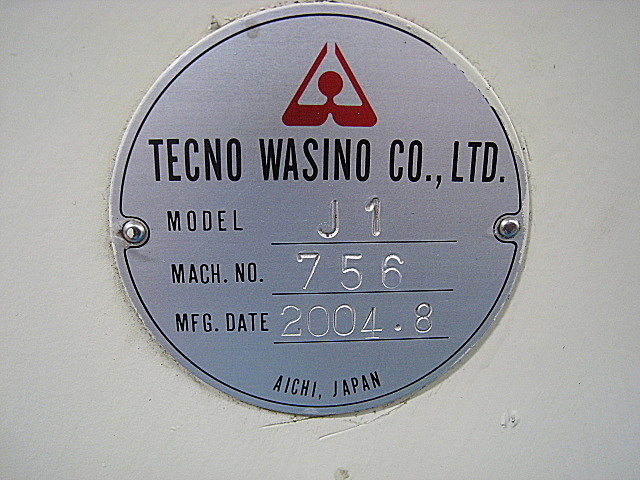 TECNO WASINO CO., LTD.
MODEL J1
MACH. NO. 756
MFG. DATE 2004.8
AICHI, JAPAN